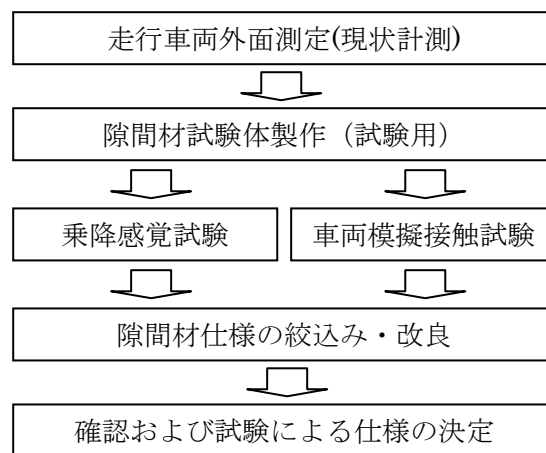 走行車両外面測定(現状計測)
隙間材試験体製作（試験用）
乗降感覚試験
車両模擬接触試験
隙間材仕様の絞込み・改良
確認および試験による仕様の決定